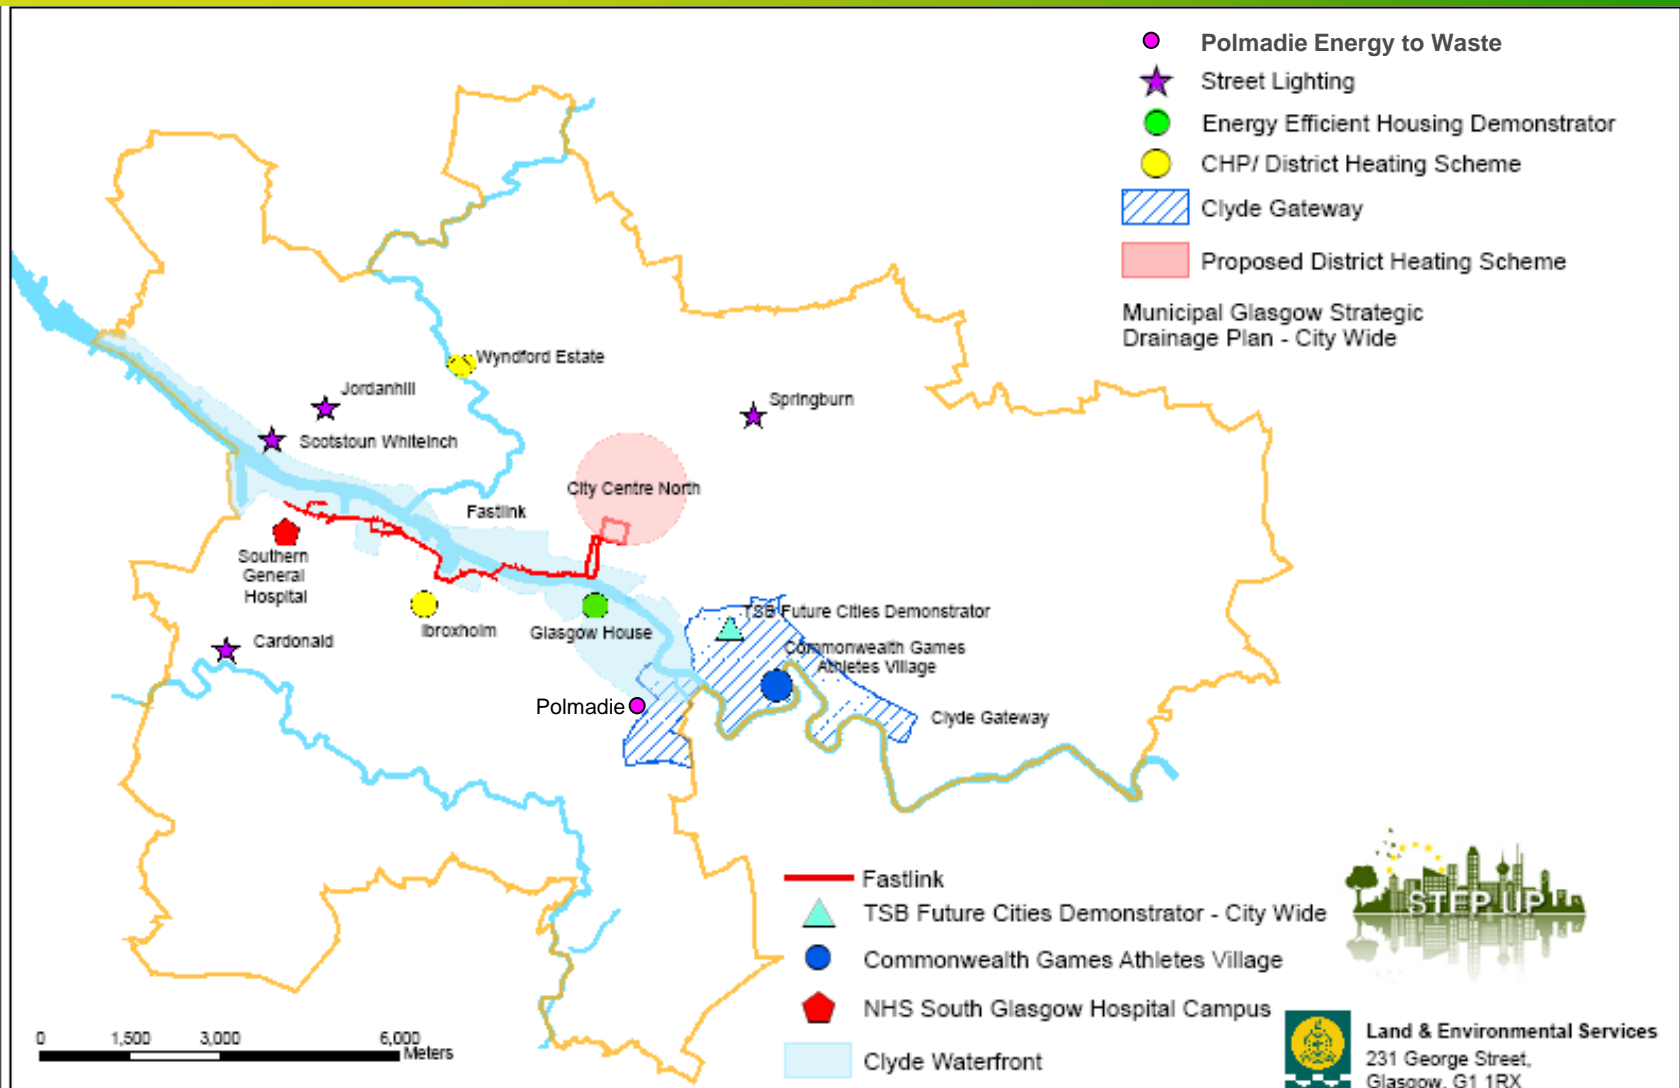 Polmadie Energy to Waste
Street Lighting
Energy Efficient Housing Demonstrator
CHP/ District Heating Scheme
Clyde Gateway
Proposed District Heating Scheme
Municipal Glasgow Strategic
Drainage Plan - City Wide
Wyndford Estate
Jordanhill
Springburn
Scotstoun Whiteinch
City Centre North
Fastlink
Southern
General
Hospital
TSB Future Cities Demonstrator
Ibroxholm
Glasgow House
Cardonald
Commonwealth Games
Athletes Village
Polmadie
Clyde Gateway
Fastlink
TSB Future Cities Demonstrator - City Wide
Commonwealth Games Athletes Village
NHS South Glasgow Hospital Campus
Clyde Waterfront
STEP UP
0 1,500 3,000 6,000
Meters
Land & Environmental Services
231 George Street,
Glasgow, G1 1RX